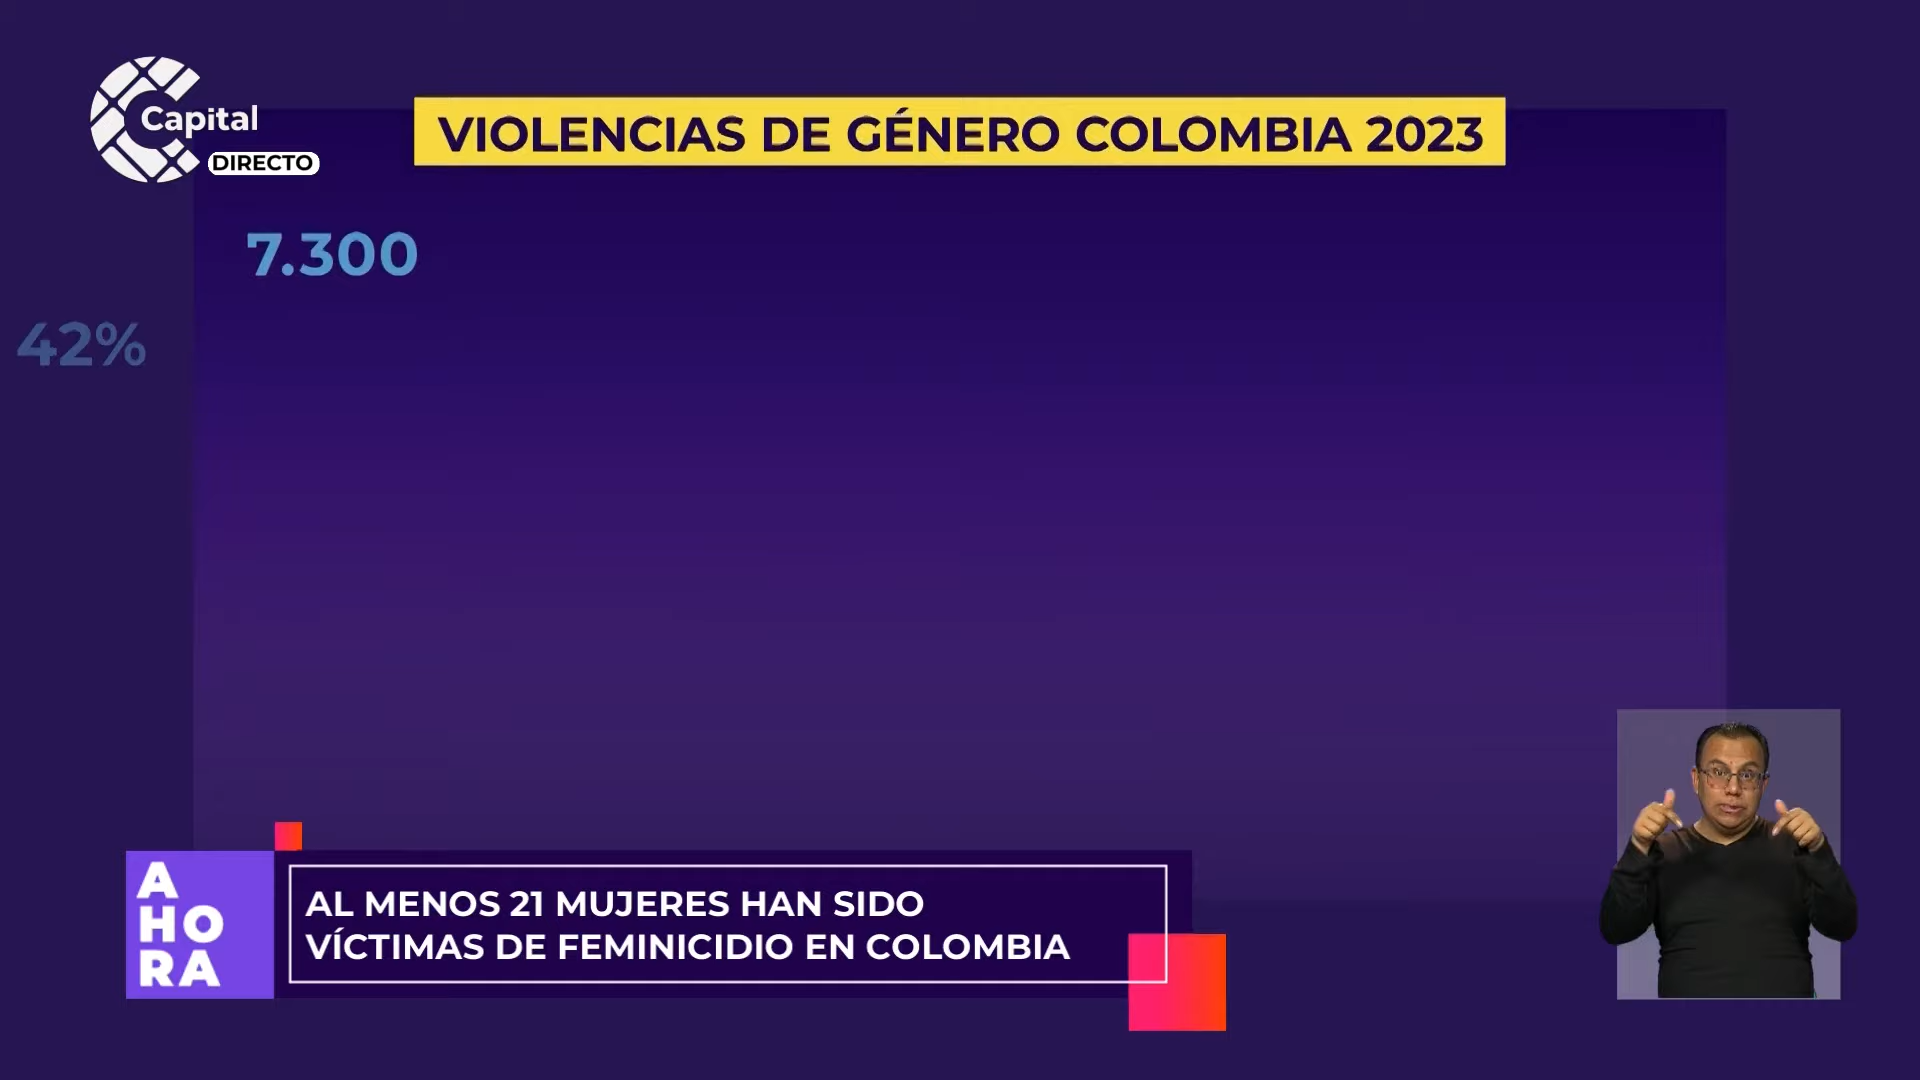 Capital
DIRECTO
VIOLENCIAS DE GÉNERO COLOMBIA 2023
7.300
42%
A
HO
RA
AL MENOS 21 MUJERES HAN SIDO
VÍCTIMAS DE FEMINICIDIO EN COLOMBIA